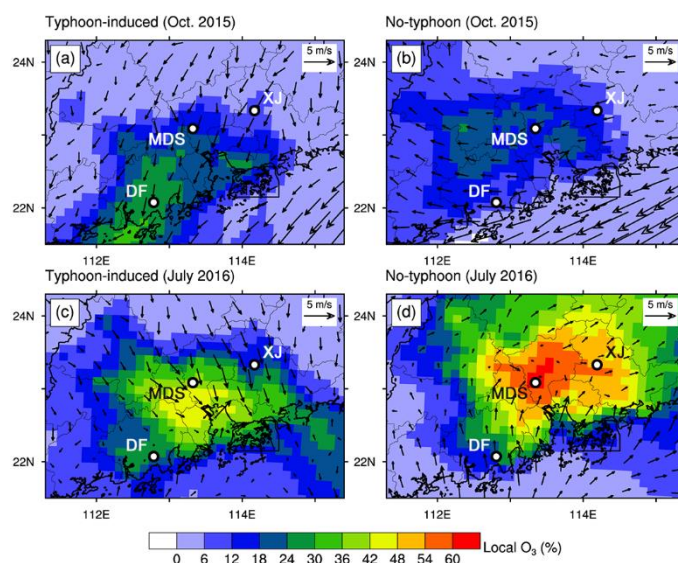 Typhoon-induced (Oct. 2015)
No-typhoon (Oct. 2015)
24N
(a)
5 m/s
XJ
MDS
DF
22N
112E
114E
24N
(b)
5 m/s
XJ
MDS
DF
22N
112E
114E
Typhoon-induced (July 2016)
No-typhoon (July 2016)
24N
(c)
5 m/s
XJ
MDS
DF
22N
112E
114E
24N
(d)
5 m/s
XJ
MDS
DF
22N
112E
114E
Local O₃ (%)
0 6 12 18 24 30 36 42 48 54 60